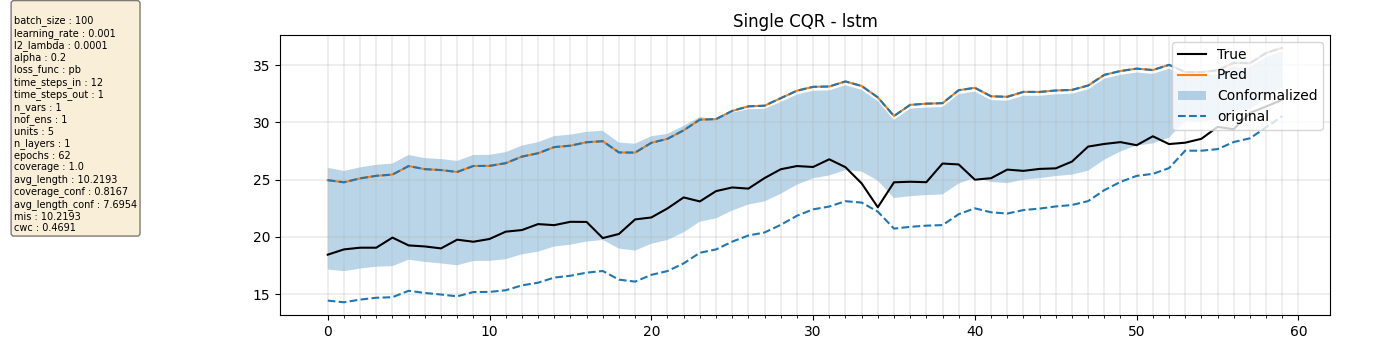 batch_size : 100
learning_rate : 0.001
l2_lambda : 0.0001
alpha : 0.2
loss_func : pb
time_steps_in : 12
time_steps_out : 1
n_vars : 1
nof_ens : 1
units : 5
n_layers : 1
epochs : 62
coverage : 1.0
avg_length : 10.2193
coverage_conf : 0.8167
avg_length_conf : 7.6954
mis : 10.2193
cwc : 0.4691
Single CQR - lstm
35
30
25
20
15
True
Pred
Conformalized
original
0 10 20 30 40 50 60